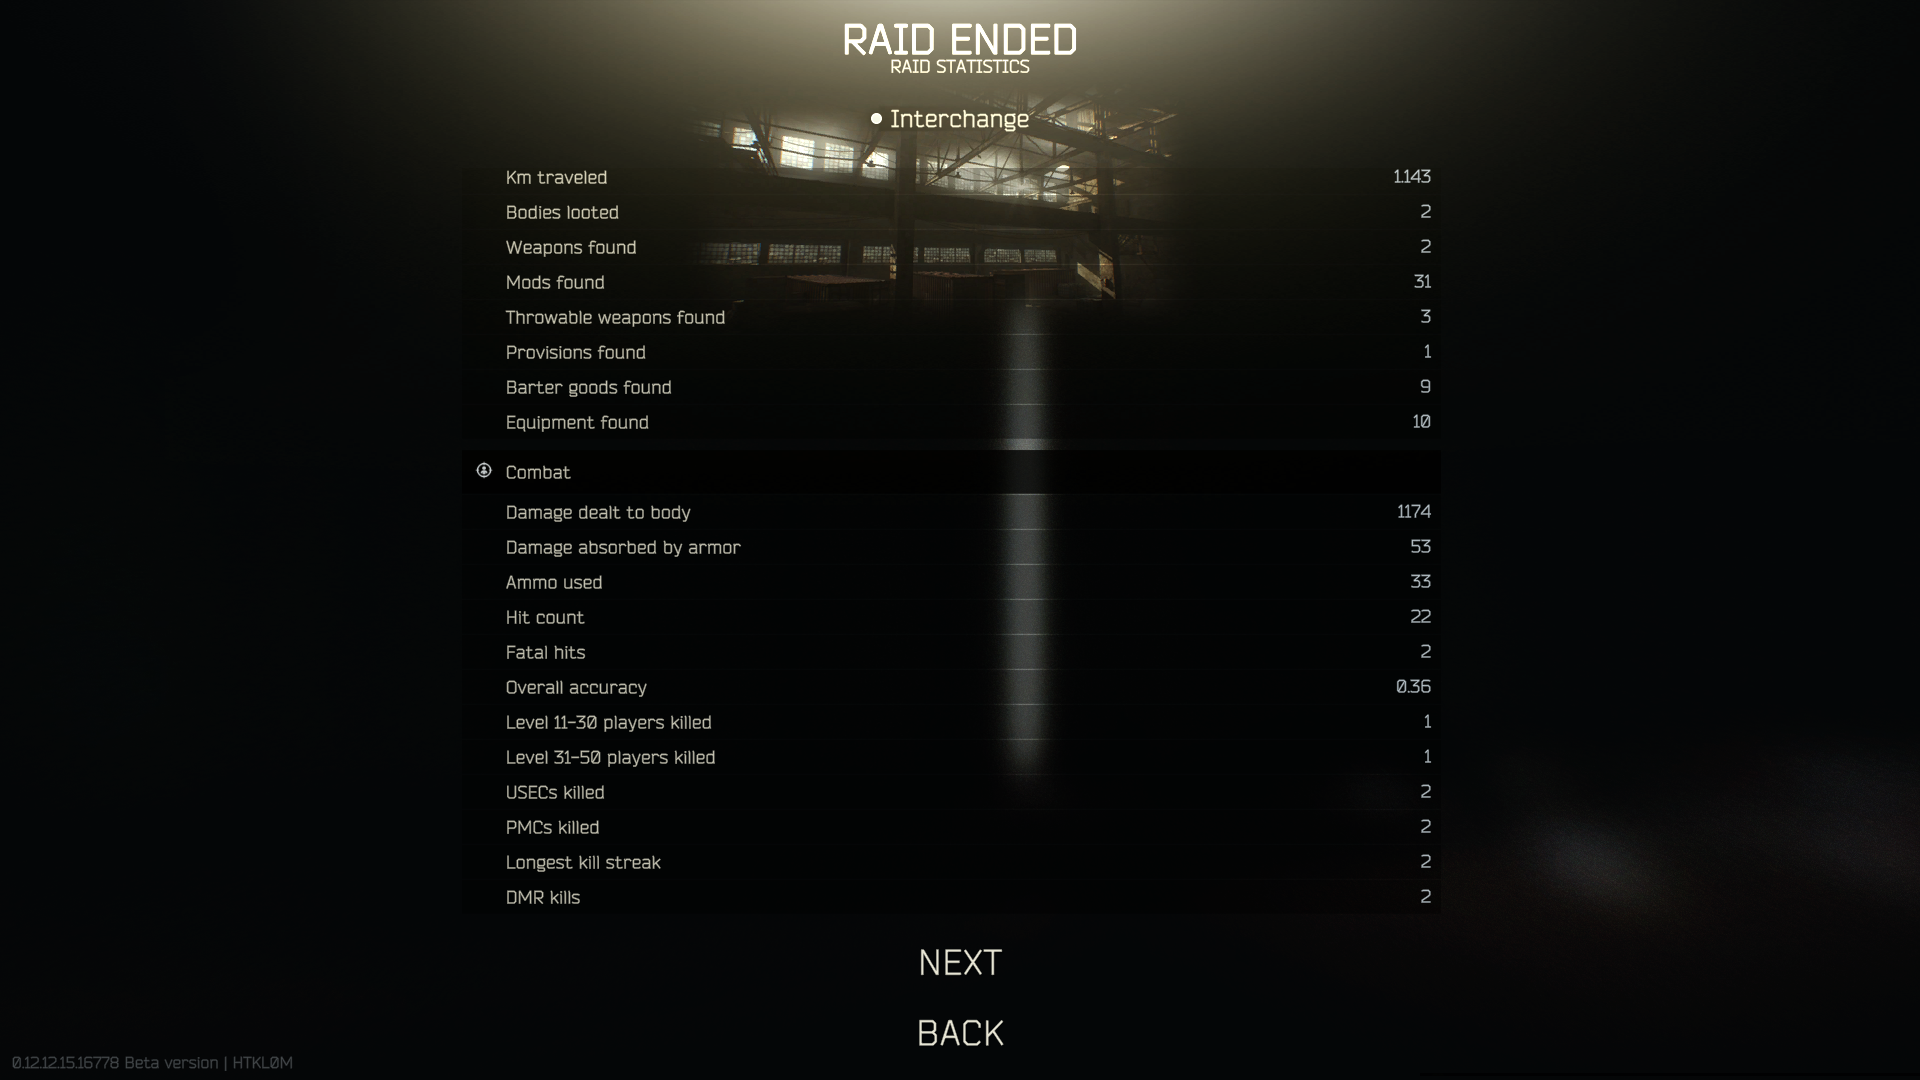 RAID ENDED
RAID STATISTICS
Interchange
Km traveled 1.143
Bodies looted 2
Weapons found 2
Mods found 31
Throwable weapons found 3
Provisions found 1
Barter goods found 9
Equipment found 10
Combat
Damage dealt to body 1174
Damage absorbed by armor 53
Ammo used 33
Hit count 22
Fatal hits 2
Overall accuracy 0.36
Level 11-30 players killed 1
Level 31-50 players killed 1
USECs killed 2
PMCs killed 2
Longest kill streak 2
DMR kills 2
NEXT
BACK
0.12.12.15.16778 Beta version | HTKL0M